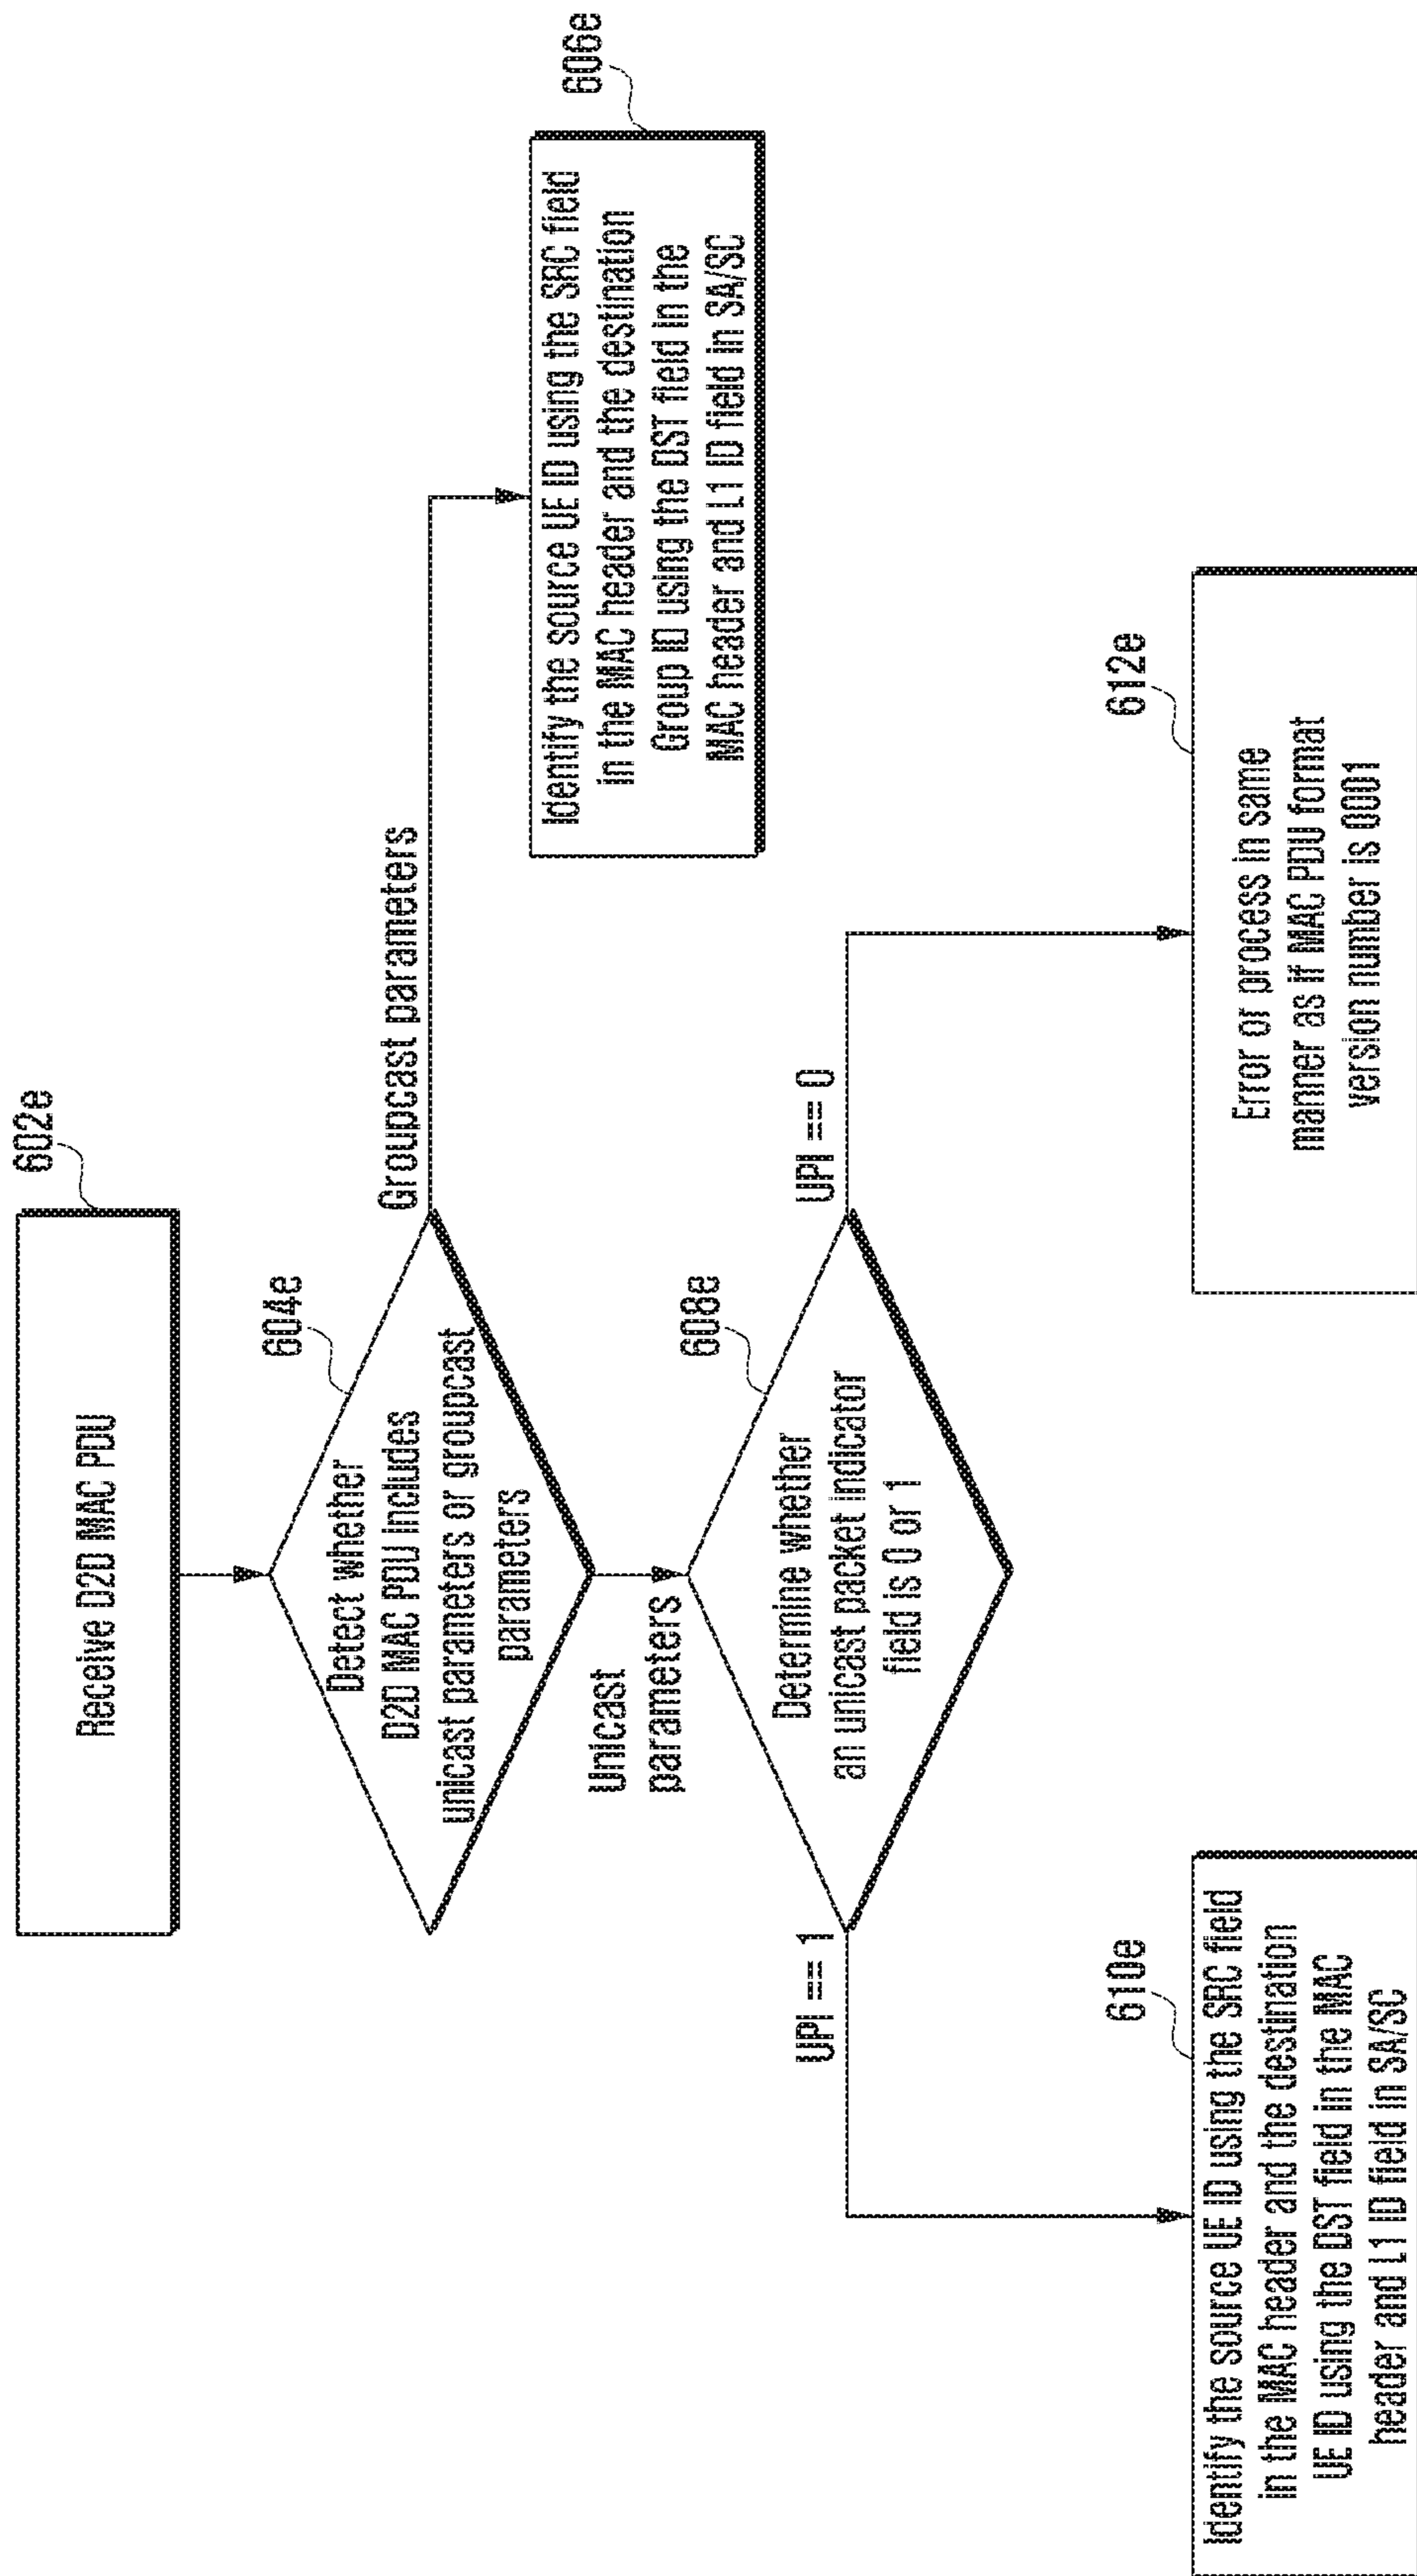 602e
Receive D2D MAC PDU
604e
Detect whether
D2D MAC PDU includes
unicast parameters or groupcast
parameters
Groupcast parameters
606e
Identify the source UE ID using the SRC field
in the MAC header and the destination
Group ID using the DST field in the
MAC header and L1 ID field in SA/SC
Unicast
parameters
608e
Determine whether
an unicast packet indicator
field is 0 or 1
UPI == 1
UPI == 0
610e
Identify the source UE ID using the SRC field
in the MAC header and the destination
UE ID using the DST field in the MAC
header and L1 ID field in SA/SC
612e
Error or process in same
manner as if MAC PDU format
version number is 0001